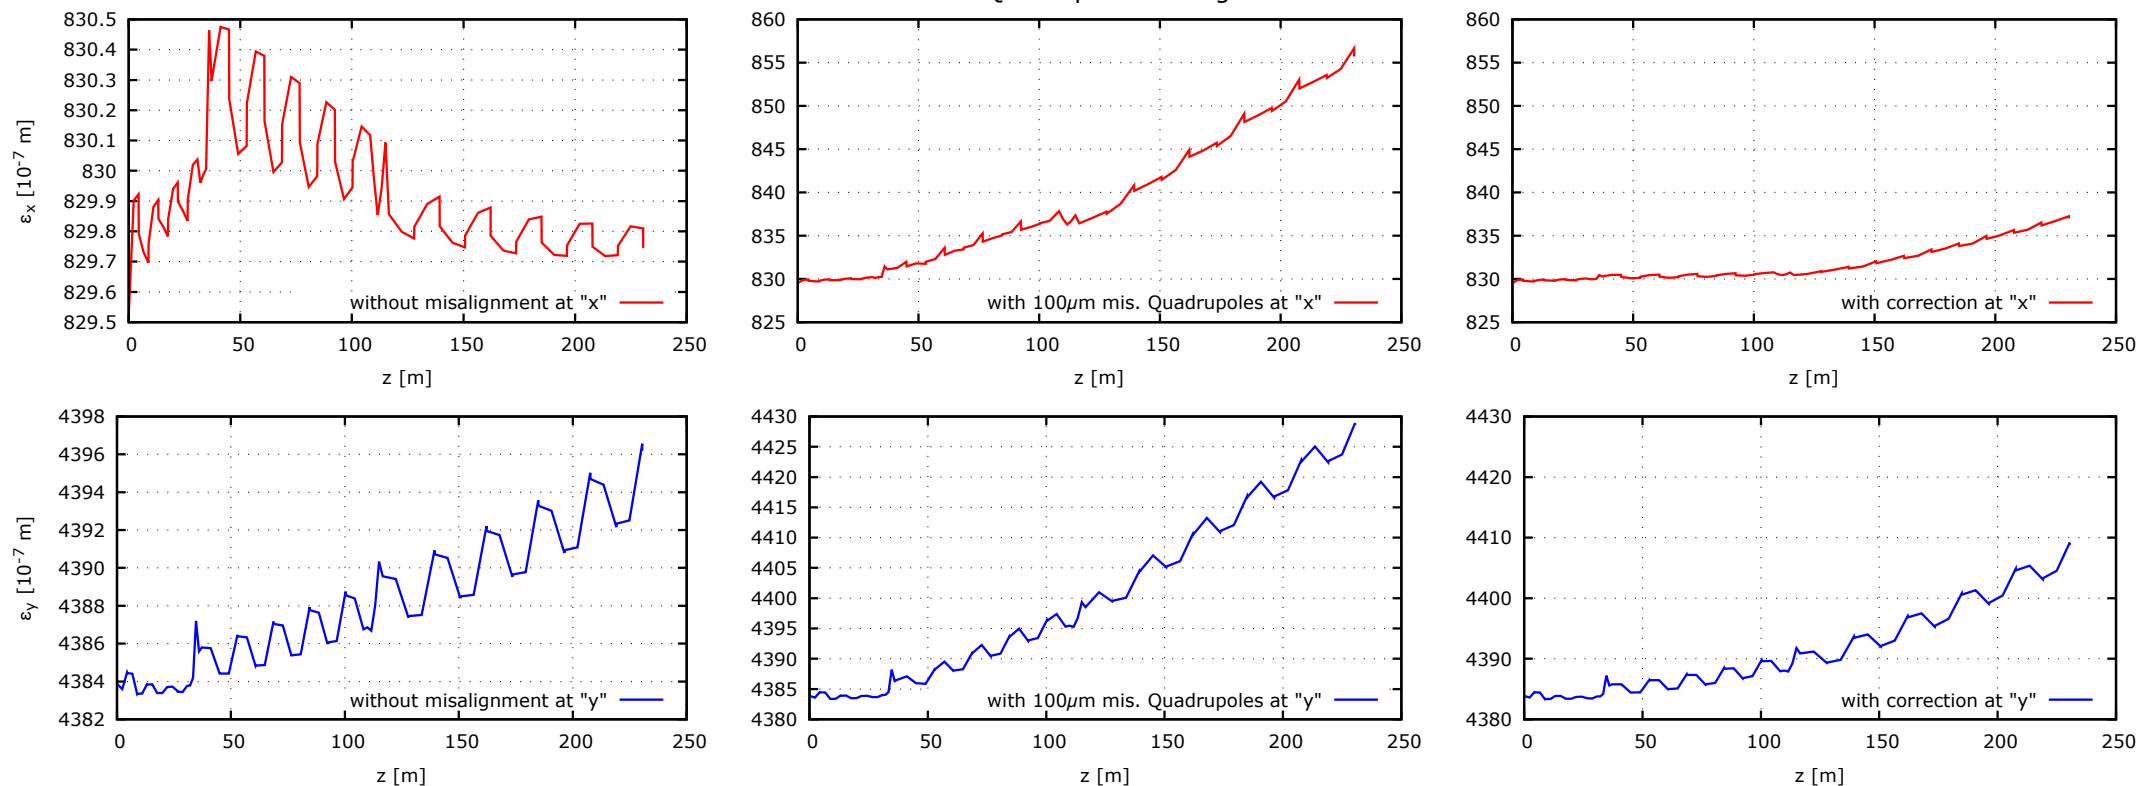 830.5
830.4
830.3
830.2
830.1
830
829.9
829.8
829.7
829.6
829.5
εx [10-7 m]
without misalignment at "x"
0 50 100 150 200 250
z [m]
860
855
850
845
840
835
830
825
with 100μm mis. Quadrupoles at "x"
0 50 100 150 200 250
z [m]
860
855
850
845
840
835
830
825
with correction at "x"
0 50 100 150 200 250
z [m]
4398
4396
4394
4392
4390
4388
4386
4384
4382
εy [10-7 m]
without misalignment at "y"
0 50 100 150 200 250
z [m]
4430
4425
4420
4415
4410
4405
4400
4395
4390
4385
4380
with 100μm mis. Quadrupoles at "y"
0 50 100 150 200 250
z [m]
4430
4420
4410
4400
4390
4380
with correction at "y"
0 50 100 150 200 250
z [m]